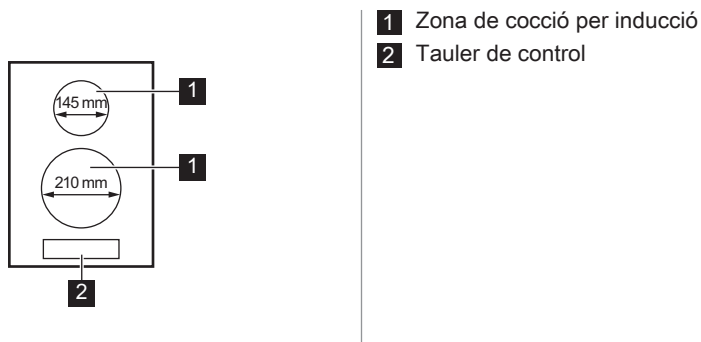 145 mm
1
210 mm
1
2
1 Zona de cocció per inducció
2 Tauler de control